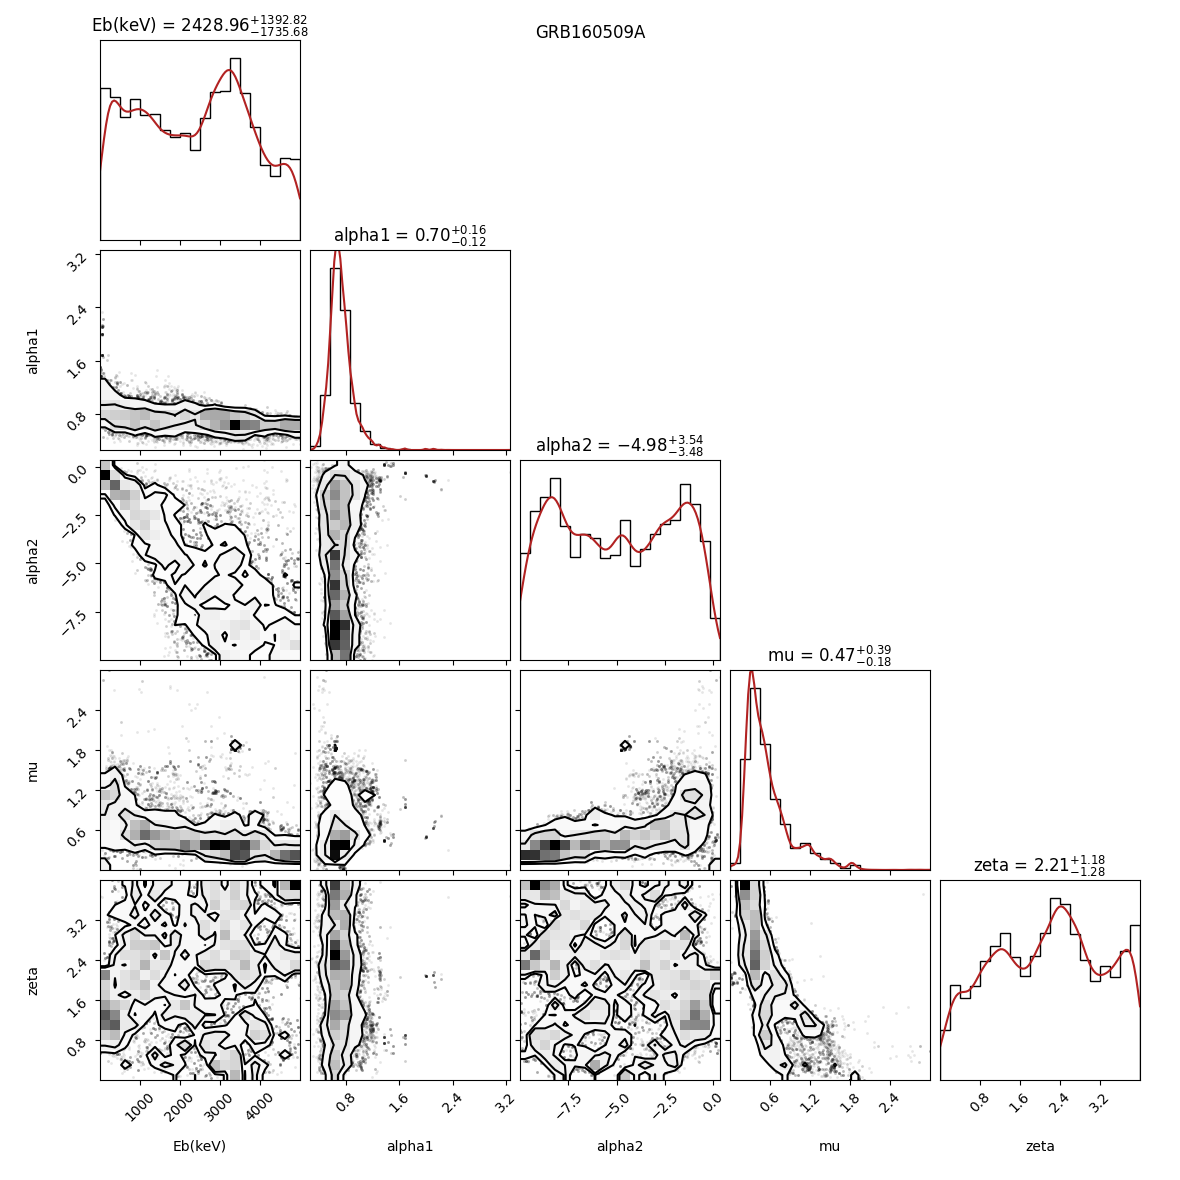 Eb(keV) = 2428.96+1392.82
−1735.68
GRB160509A
alpha1 = 0.70+0.16
−0.12
3.2
2.4
1.6
0.8
alpha1
alpha2 = −4.98+3.54
−3.48
0.0
−2.5
−5.0
−7.5
alpha2
mu = 0.47+0.39
−0.18
2.4
1.8
1.2
0.6
mu
zeta = 2.21+1.18
−1.28
3.2
2.4
1.6
0.8
zeta
1000 2000 3000 4000 0.8 1.6 2.4 3.2 −7.5 −5.0 −2.5 0.0 0.6 1.2 1.8 2.4 0.8 1.6 2.4 3.2
Eb(keV) alpha1 alpha2 mu zeta